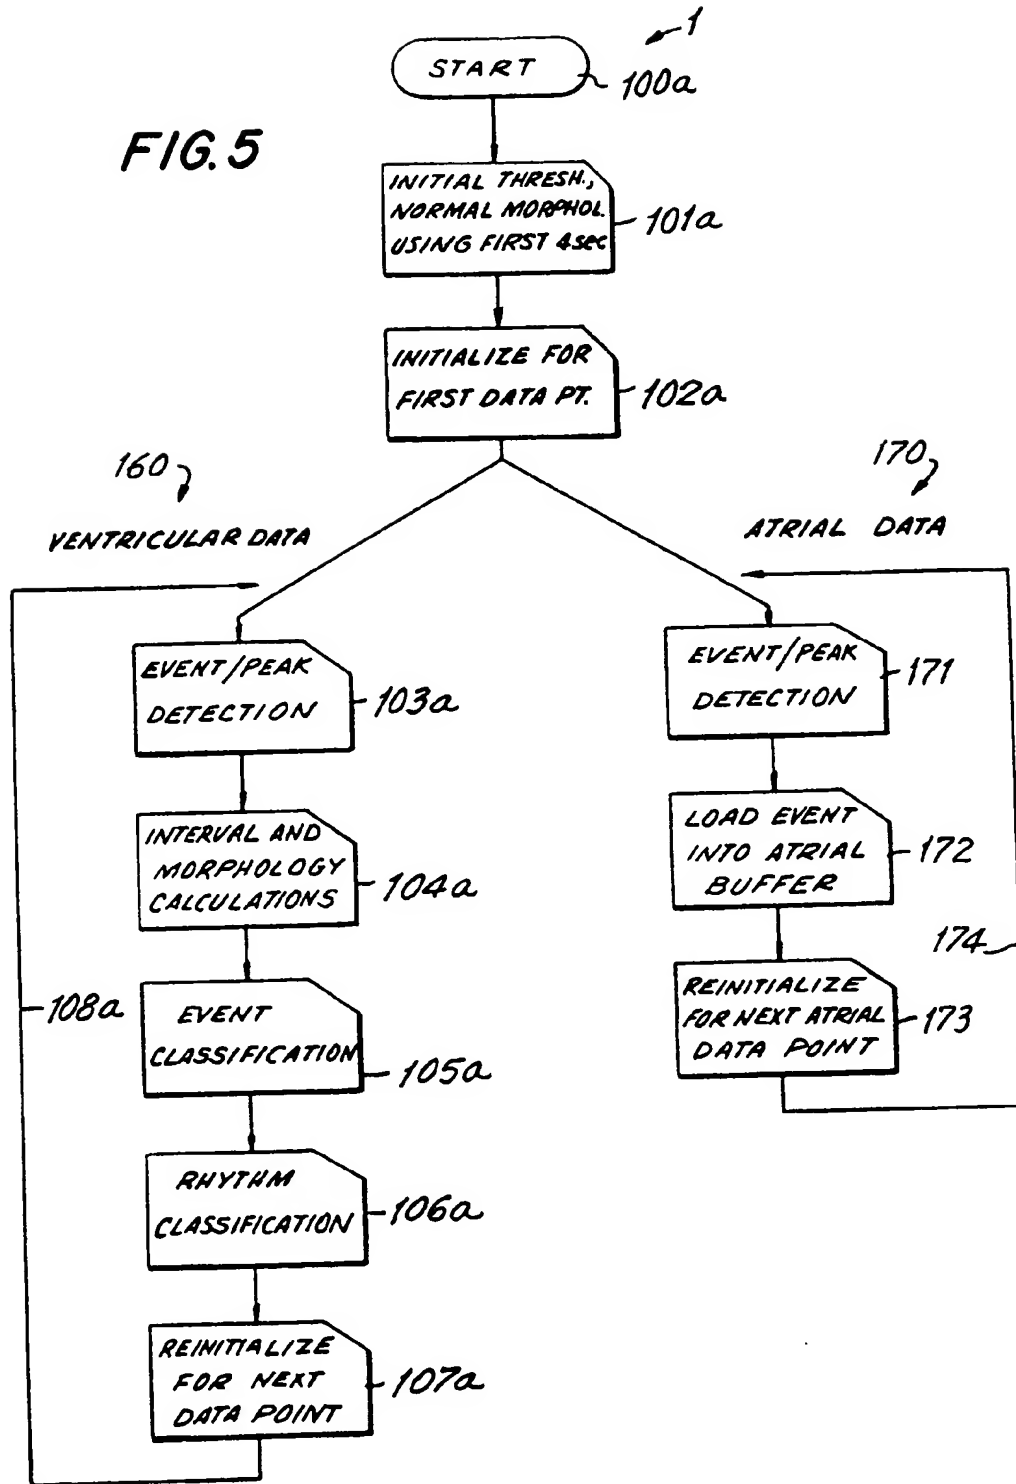 1
START
100a
FIG. 5
INITIAL THRESH.,
NORMAL MORPHOL.
USING FIRST 4sec
101a
INITIALIZE FOR
FIRST DATA PT.
102a
160
VENTRICULAR DATA
170
ATRIAL DATA
EVENT/PEAK
DETECTION
103a
EVENT/PEAK
DETECTION
171
INTERVAL AND
MORPHOLOGY
CALCULATIONS
104a
LOAD EVENT
INTO ATRIAL
BUFFER
172
174
108a
EVENT
CLASSIFICATION
105a
REINITIALIZE
FOR NEXT ATRIAL
DATA POINT
173
RHYTHM
CLASSIFICATION
106a
REINITIALIZE
FOR NEXT
DATA POINT
107a